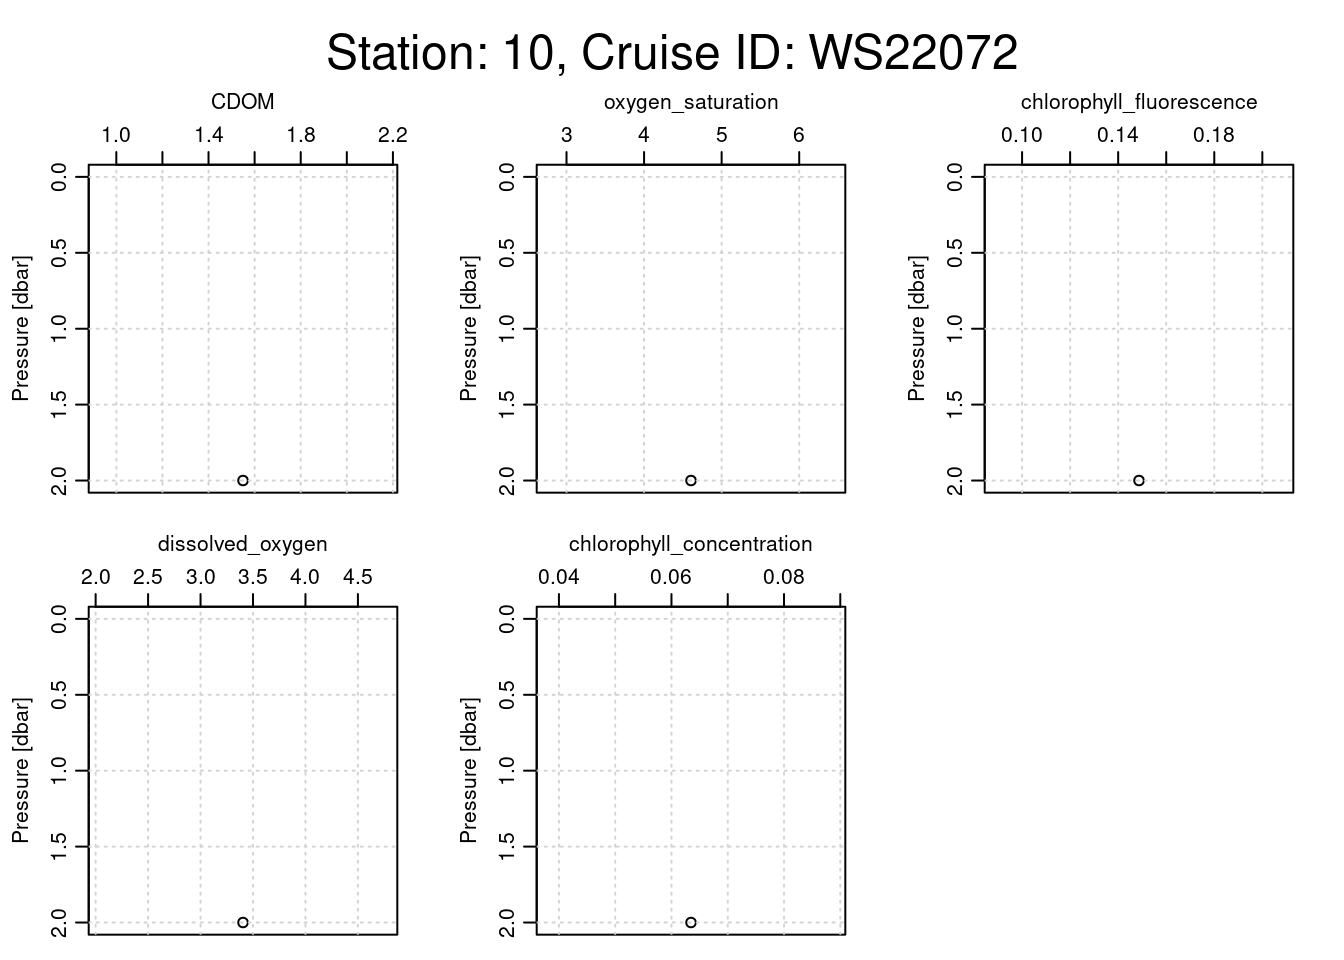 Station: 10, Cruise ID: WS22072
CDOM
1.0 1.4 1.8 2.2
Pressure [dbar]
0.0
0.5
1.0
1.5
2.0
oxygen_saturation
3 4 5 6
Pressure [dbar]
0.0
0.5
1.0
1.5
2.0
chlorophyll_fluorescence
0.10 0.14 0.18
Pressure [dbar]
0.0
0.5
1.0
1.5
2.0
dissolved_oxygen
2.0 2.5 3.0 3.5 4.0 4.5
Pressure [dbar]
0.0
0.5
1.0
1.5
2.0
chlorophyll_concentration
0.04 0.06 0.08
Pressure [dbar]
0.0
0.5
1.0
1.5
2.0